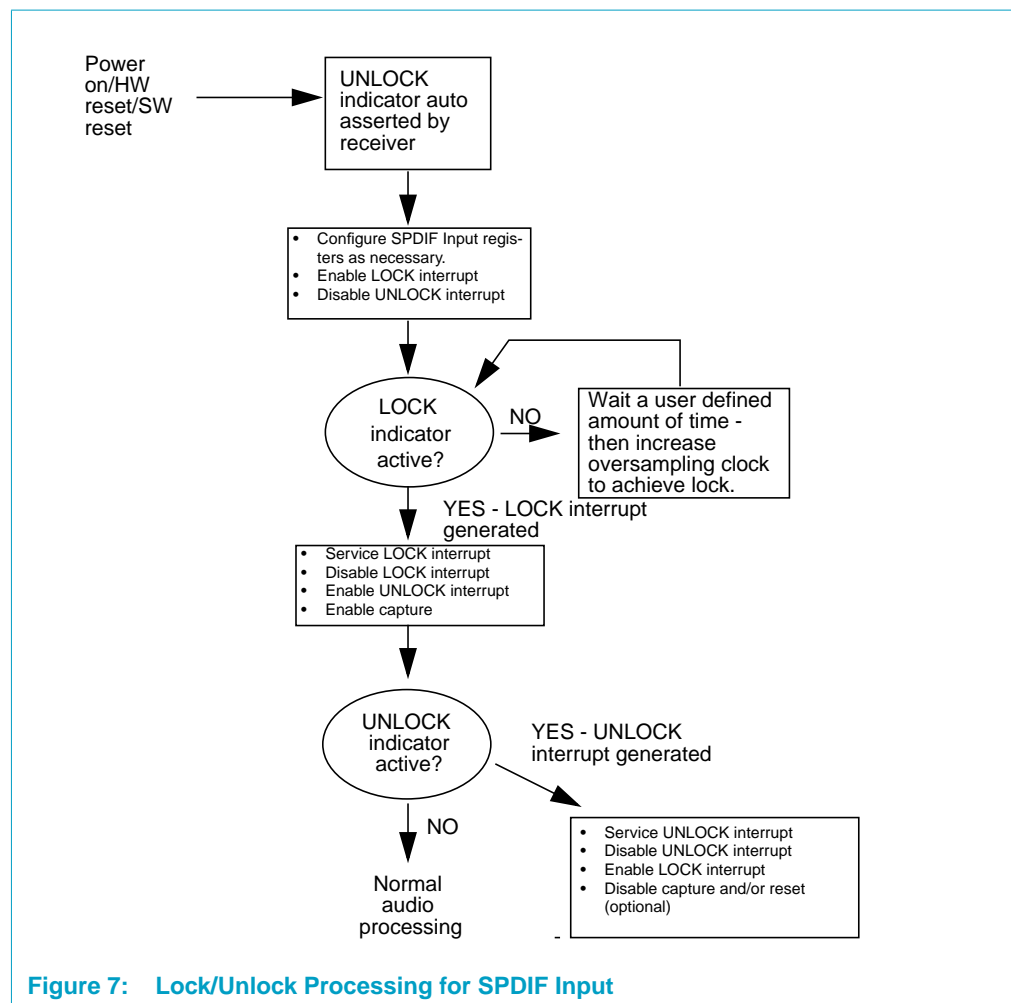 Power
on/HW
reset/SW
reset
UNLOCK
indicator auto
asserted by
receiver
• Configure SPDIF Input regis-
ters as necessary.
• Enable LOCK interrupt
• Disable UNLOCK interrupt
LOCK
indicator
active?
NO
Wait a user defined
amount of time -
then increase
oversampling clock
to achieve lock.
YES - LOCK interrupt
generated
• Service LOCK interrupt
• Disable LOCK interrupt
• Enable UNLOCK interrupt
• Enable capture
UNLOCK
indicator
active?
YES - UNLOCK
interrupt generated
NO
• Service UNLOCK interrupt
• Disable UNLOCK interrupt
• Enable LOCK interrupt
• Disable capture and/or reset
(optional)
Normal
audio
processing
Figure 7: Lock/Unlock Processing for SPDIF Input